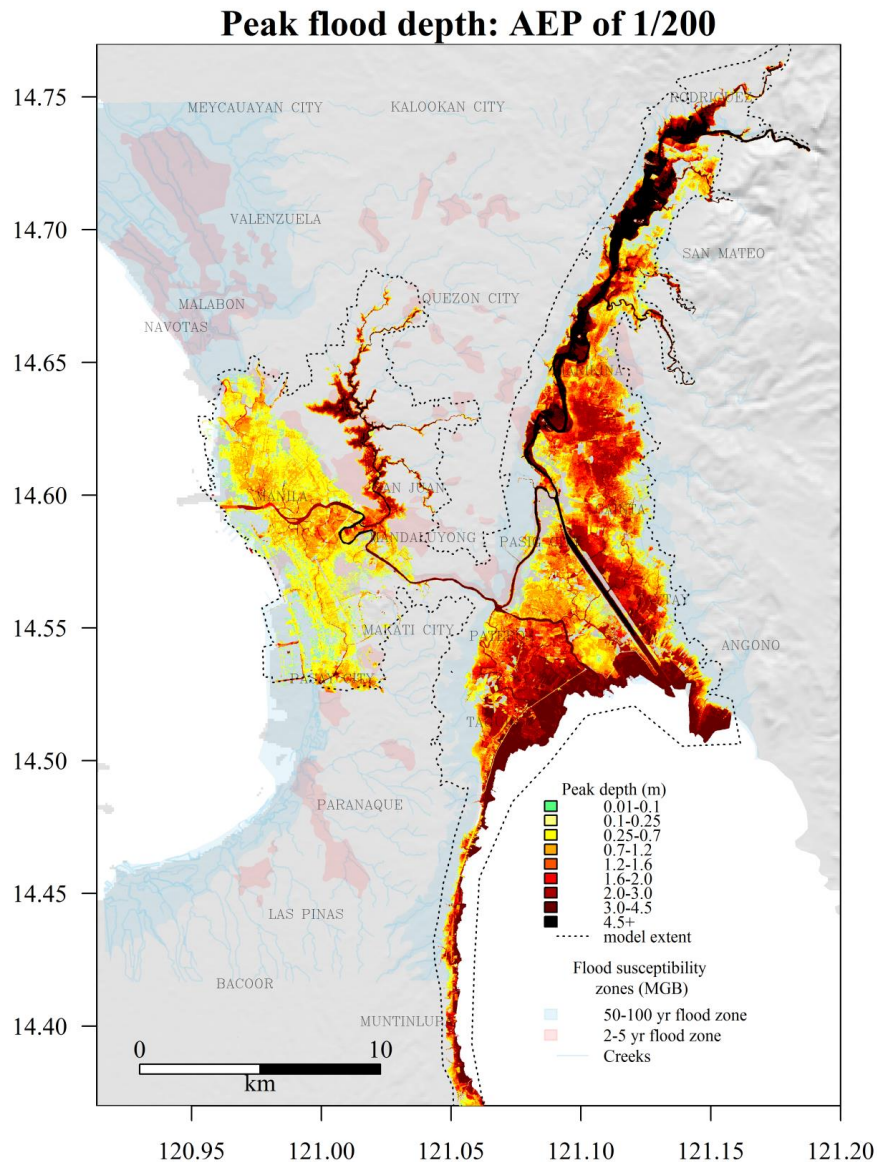 Peak flood depth: AEP of 1/200
14.75
14.70
14.65
14.60
14.55
14.50
14.45
14.40
MEYCAUAYAN CITY
KALOOKAN CITY
RODRIGUEZ
VALENZUELA
SAN MATEO
MALABON
QUEZON CITY
NAVOTAS
MARIKINA
MANILA
SAN JUAN
CAINTA
MANDALUYONG
PASIG
MAKATI CITY
ANGONO
PASAY CITY
PARANAQUE
LAS PINAS
BACOOR
MUNTINLUPA
Peak depth (m)
0.01-0.1
0.1-0.25
0.25-0.7
0.7-1.2
1.2-1.6
1.6-2.0
2.0-3.0
3.0-4.5
4.5+
model extent
Flood susceptibility
zones (MGB)
50-100 yr flood zone
2-5 yr flood zone
Creeks
0 10
km
120.95 121.00 121.05 121.10 121.15 121.20